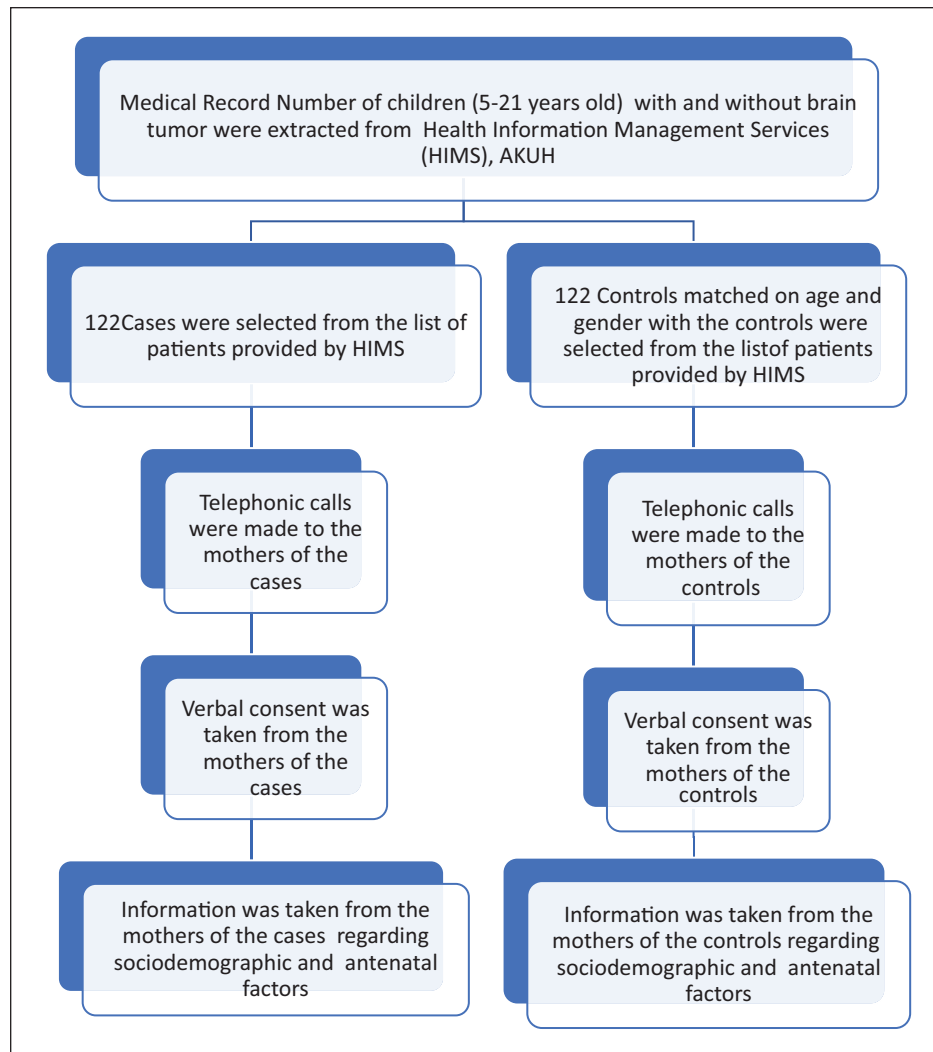 Medical Record Number of children (5-21 years old) with and without brain
tumor were extracted from Health Information Management Services
(HIMS), AKUH
122Cases were selected from the list of
patients provided by HIMS
122 Controls matched on age and
gender with the controls were
selected from the listof patients
provided by HIMS
Telephonic calls
were made to the
mothers of the
cases
Telephonic calls
were made to the
mothers of the
controls
Verbal consent was
taken from the
mothers of the
cases
Verbal consent was
taken from the
mothers of the
controls
Information was taken from the
mothers of the cases regarding
sociodemographic and antenatal
factors
Information was taken from the
mothers of the controls regarding
sociodemographic and antenatal
factors